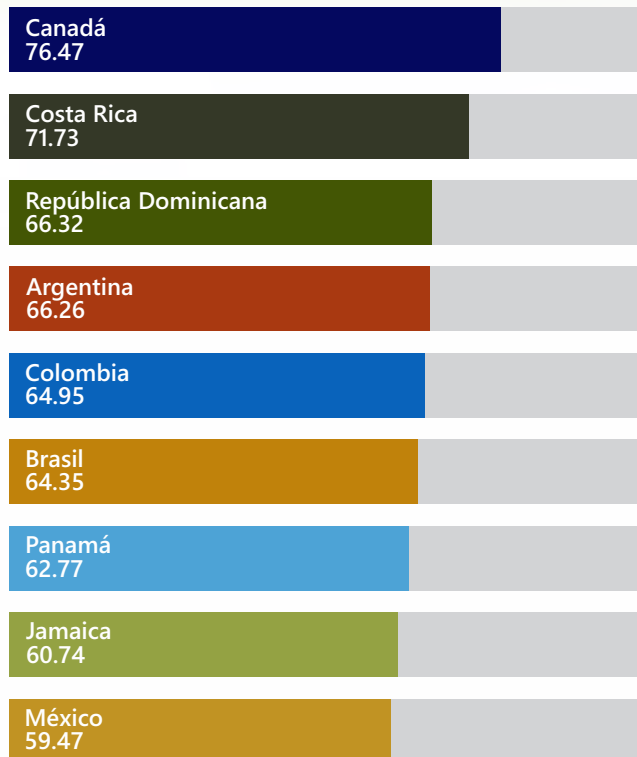 Canadá
76.47
Costa Rica
71.73
República Dominicana
66.32
Argentina
66.26
Colombia
64.95
Brasil
64.35
Panamá
62.77
Jamaica
60.74
México
59.47